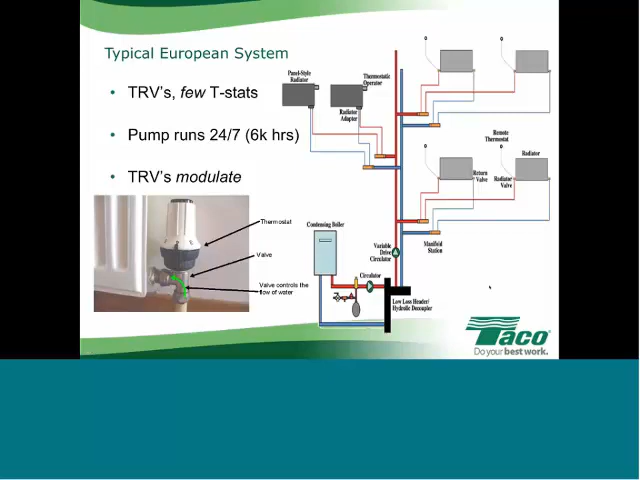 Typical European System
• TRV's, few T-stats
• Pump runs 24/7 (6k hrs)
• TRV's modulate
Thermostat
Valve
Valve controls the
flow of water
Panel-Style
Radiator
Thermostatic
Operator
Radiator
Adapter
Remote
Thermostat
Radiator
Return
Valve
Radiator
Valve
Condensing Boiler
Variable
Drive
Circulator
Manifold
Station
Circulator
Low Loss Header/
Hydraulic Decoupler
Taco
Do your best work.